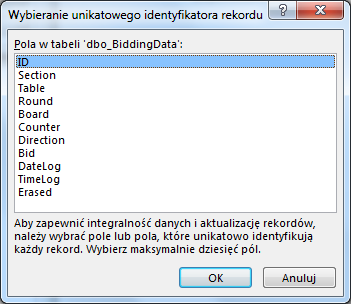 Wybieranie unikatowego identyfikatora rekordu
Pola w tabeli 'dbo_BiddingData':
ID
Section
Table
Round
Board
Counter
Direction
Bid
DateLog
TimeLog
Erased
Aby zapewnić integralność danych i aktualizację rekordów,
należy wybrać pole lub pola, które unikatowo identyfikują
każdy rekord. Wybierz maksymalnie dziesięć pól.
OK
Anuluj